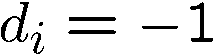 d_i = -1